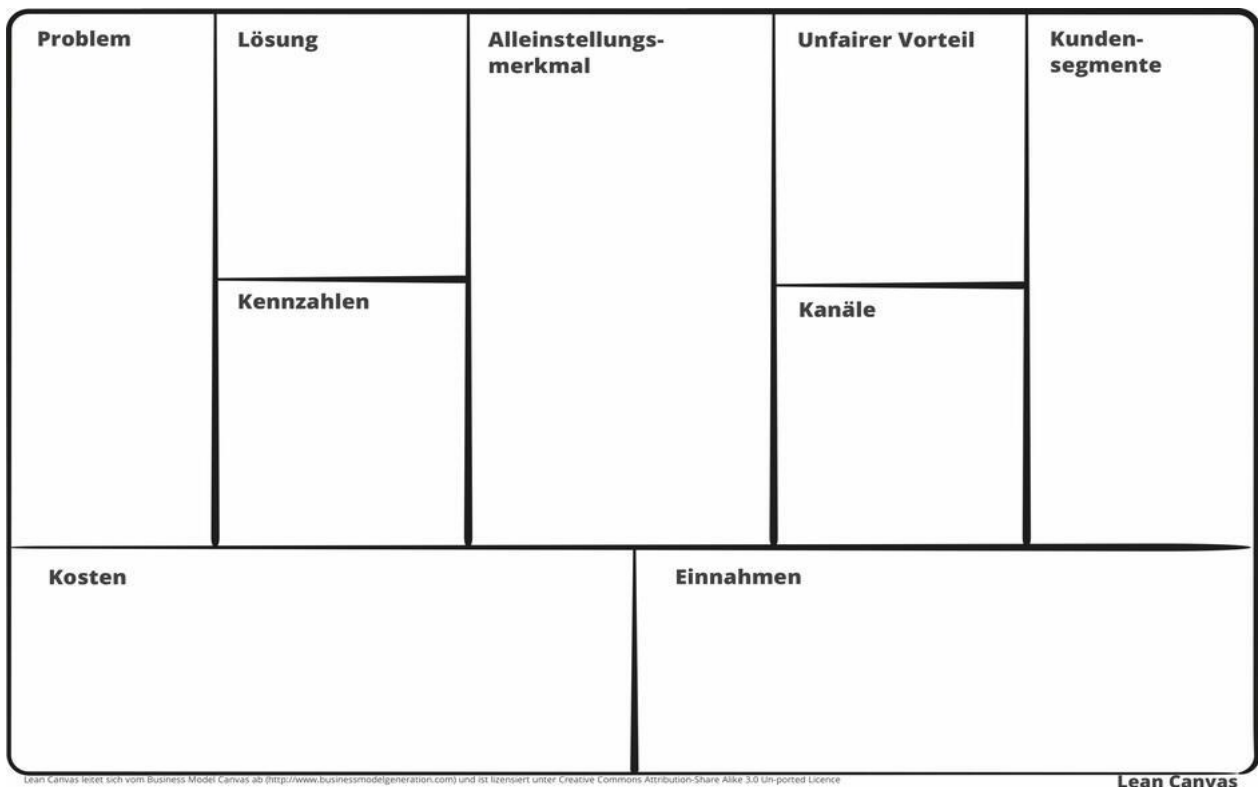 Problem
Lösung
Alleinstellungs-
merkmal
Unfairer Vorteil
Kunden-
segmente
Kennzahlen
Kanäle
Kosten
Einnahmen
Lean Canvas leitet sich vom Business Model Canvas ab (http://www.businessmodelgeneration.com) und ist lizensiert unter Creative Commons Attribution-Share Alike 3.0 Un-ported Licence
Lean Canvas